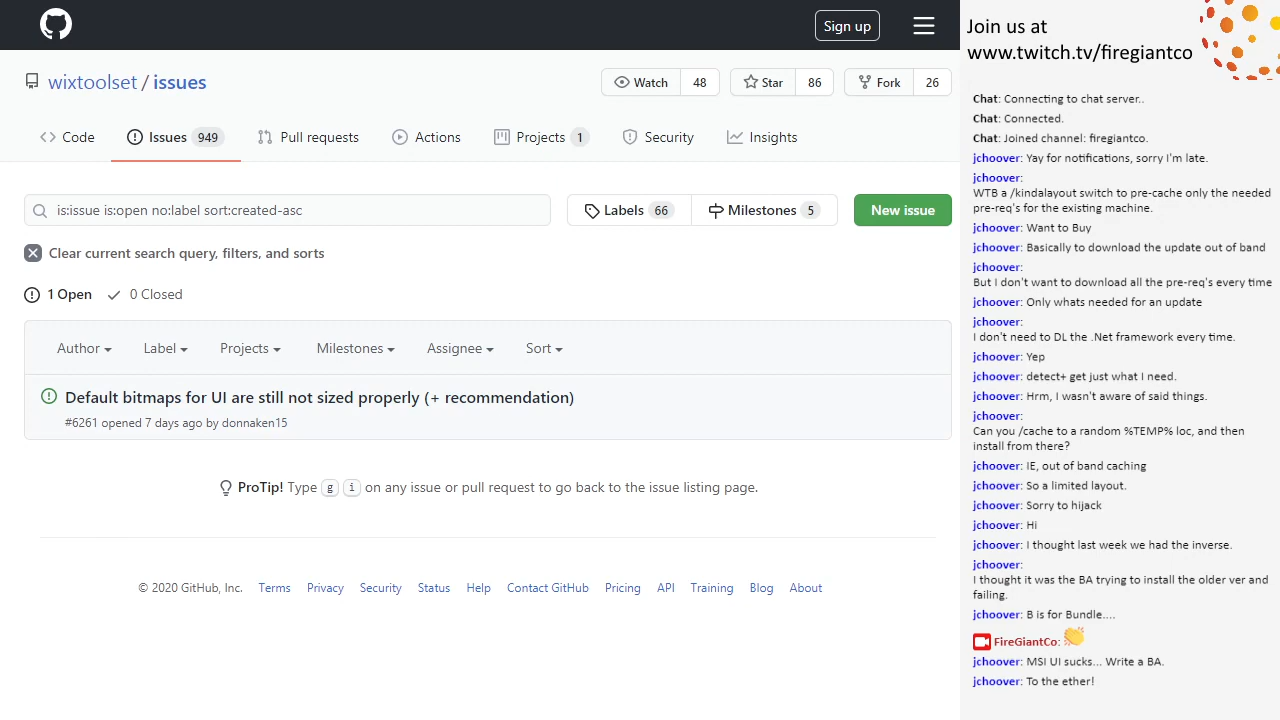 Sign up
wixtoolset / issues
Watch 48
Star 86
Fork 26
Code
Issues 949
Pull requests
Actions
Projects 1
Security
Insights
is:issue is:open no:label sort:created-asc
Labels 66
Milestones 5
New issue
Clear current search query, filters, and sorts
1 Open
0 Closed
Author
Label
Projects
Milestones
Assignee
Sort
Default bitmaps for UI are still not sized properly (+ recommendation)
#6261 opened 7 days ago by donnaken15
ProTip! Type g i on any issue or pull request to go back to the issue listing page.
© 2020 GitHub, Inc.
Terms
Privacy
Security
Status
Help
Contact GitHub
Pricing
API
Training
Blog
About
Join us at
www.twitch.tv/firegiantco
Chat: Connecting to chat server..
Chat: Connected.
Chat: Joined channel: firegiantco.
jchoover: Yay for notifications, sorry I'm late.
jchoover:
WTB a /kindalayout switch to pre-cache only the needed
pre-req's for the existing machine.
jchoover: Want to Buy
jchoover: Basically to download the update out of band
jchoover:
But I don't want to download all the pre-req's every time
jchoover: Only whats needed for an update
jchoover:
I don't need to DL the .Net framework every time.
jchoover: Yep
jchoover: detect+ get just what I need.
jchoover: Hrm, I wasn't aware of said things.
jchoover:
Can you /cache to a random %TEMP% loc, and then
install from there?
jchoover: IE, out of band caching
jchoover: So a limited layout.
jchoover: Sorry to hijack
jchoover: Hi
jchoover: I thought last week we had the inverse.
jchoover:
I thought it was the BA trying to install the older ver and
failing.
jchoover: B is for Bundle....
FireGiantCo:
jchoover: MSI UI sucks... Write a BA.
jchoover: To the ether!